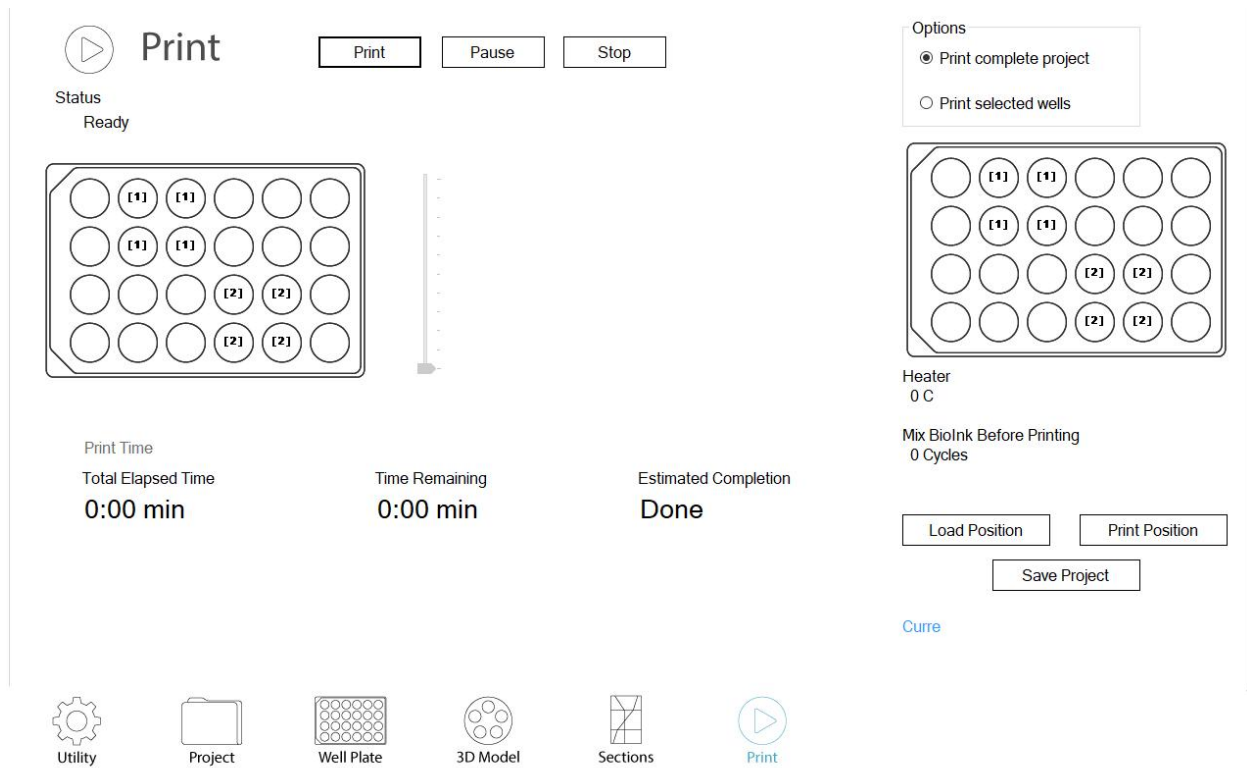 Print
Print
Pause
Stop
Status
Ready
[1] [1]
[1] [1]
[2] [2]
[2] [2]
Print Time
Total Elapsed Time
Time Remaining
Estimated Completion
0:00 min
0:00 min
Done
Options
Print complete project
Print selected wells
[1] [1]
[1] [1]
[2] [2]
[2] [2]
Heater
0 C
Mix BioInk Before Printing
0 Cycles
Load Position
Print Position
Save Project
Curre
Utility
Project
Well Plate
3D Model
Sections
Print